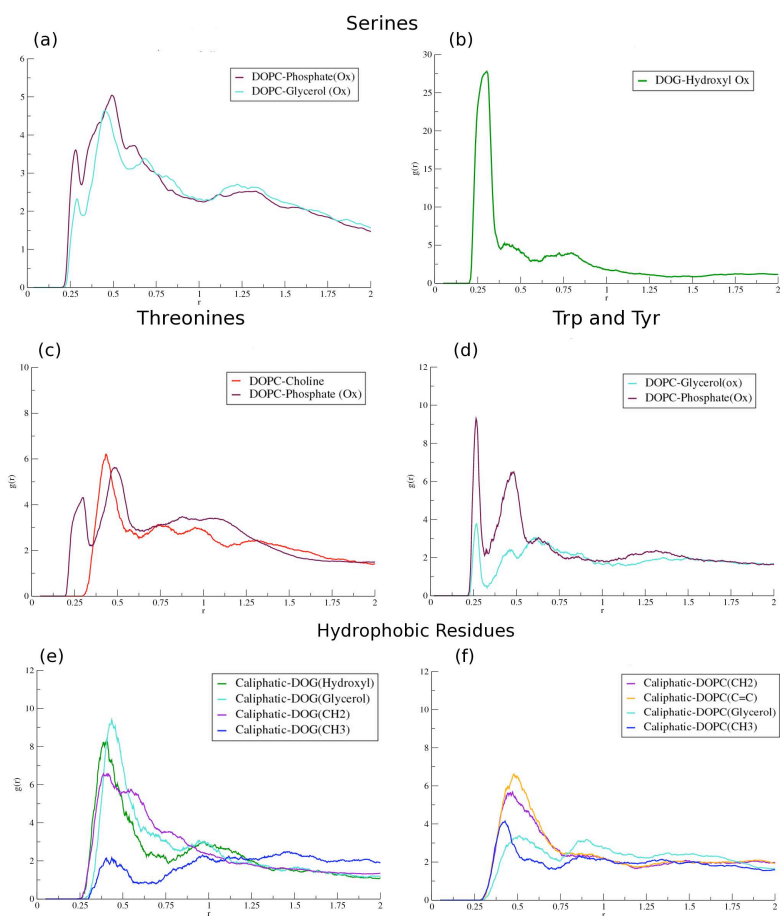 Serines
(a)
(b)
DOPC-Phosphate(Ox)
DOPC-Glycerol (Ox)
DOG-Hydroxyl Ox
6
5
4
3
2
1
0
0 0.25 0.5 0.75 1 1.25 1.5 1.75 2
r
30
25
20
15
10
5
0
g(r)
0 0.25 0.5 0.75 1 1.25 1.5 1.75 2
r
Threonines
Trp and Tyr
(c)
(d)
DOPC-Choline
DOPC-Phosphate (Ox)
DOPC-Glycerol(ox)
DOPC-Phosphate(Ox)
10
8
6
4
2
0
g(r)
0 0.25 0.5 0.75 1 1.25 1.5 1.75 2
r
12
10
8
6
4
2
0
g(r)
0 0.25 0.5 0.75 1 1.25 1.5 1.75 2
r
Hydrophobic Residues
(e)
(f)
Caliphatic-DOG(Hydroxyl)
Caliphatic-DOG(Glycerol)
Caliphatic-DOG(CH2)
Caliphatic-DOG(CH3)
Caliphatic-DOPC(CH2)
Caliphatic-DOPC(C=C)
Caliphatic-DOPC(Glycerol)
Caliphatic-DOPC(CH3)
12
10
8
6
4
2
0
g(r)
0 0.25 0.5 0.75 1 1.25 1.5 1.75 2
r
12
10
8
6
4
2
0
0 0.25 0.5 0.75 1 1.25 1.5 1.75 2
r